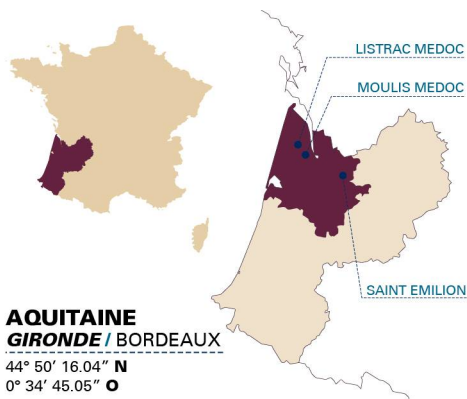 LISTRAC MEDOC
MOULIS MEDOC
SAINT EMILION
AQUITAINE
GIRONDE / BORDEAUX
44° 50’ 16.04” N
0° 34’ 45.05” O